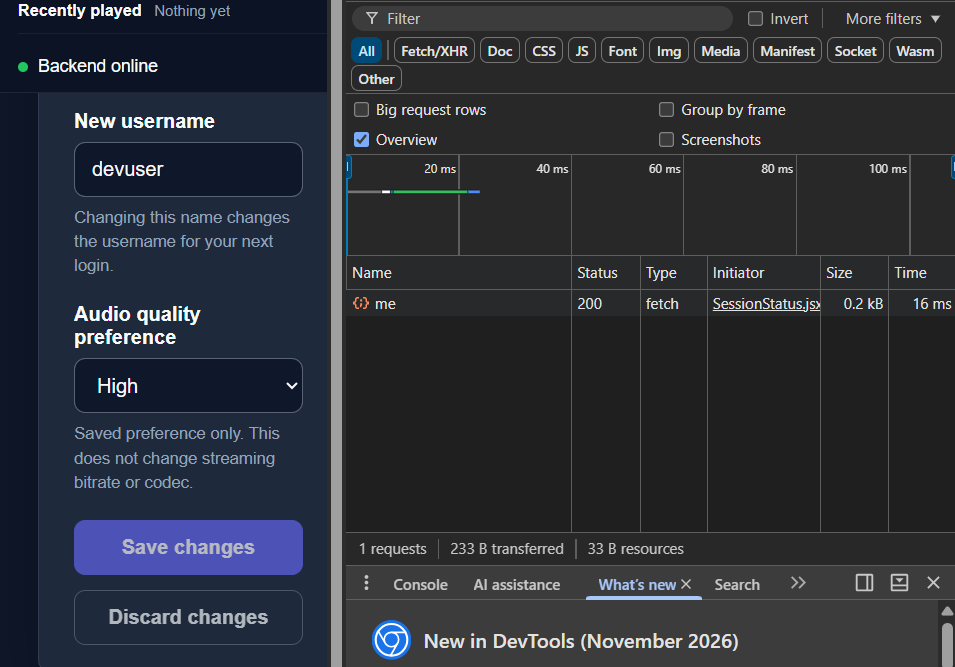 Recently played Nothing yet
Backend online
New username
devuser
Changing this name changes
the username for your next
login.
Audio quality
preference
High
Saved preference only. This
does not change streaming
bitrate or codec.
Save changes
Discard changes
Filter Invert More filters
All Fetch/XHR Doc CSS JS Font Img Media Manifest Socket Wasm
Other
Big request rows Group by frame
Overview Screenshots
20 ms 40 ms 60 ms 80 ms 100 ms
Name Status Type Initiator Size Time
me 200 fetch SessionStatus.jsx 0.2 kB 16 ms
1 requests 233 B transferred 33 B resources
Console AI assistance What's new Search
New in DevTools (November 2026)